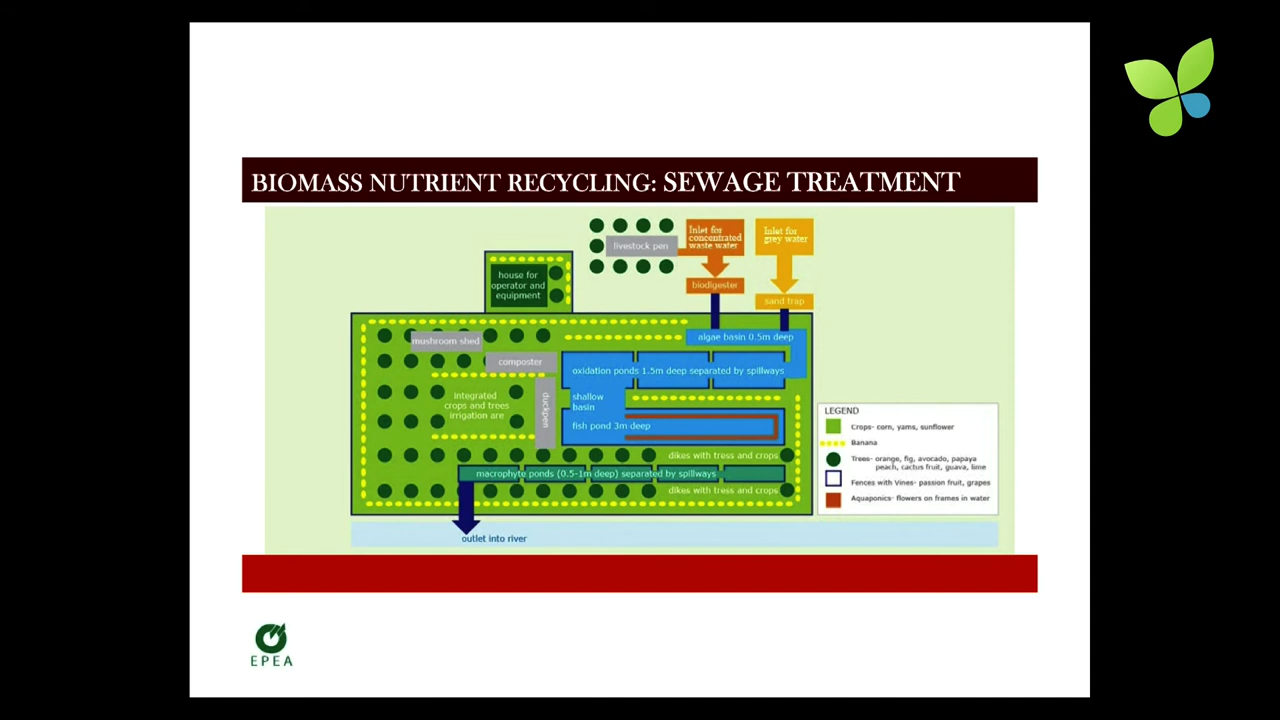 BIOMASS NUTRIENT RECYCLING: SEWAGE TREATMENT
livestock pen
Inlet for
concentrated
waste water
Inlet for
grey water
house for
operator and
equipment
biodigester
sand trap
mushroom shed
algae basin 0.5m deep
composter
oxidation ponds 1.5m deep separated by spillways
integrated
crops and trees
irrigation are
duckpen
shallow
basin
fish pond 3m deep
dikes with tress and crops
macrophyte ponds (0.5-1m deep) separated by spillways
dikes with tress and crops
outlet into river
LEGEND
Crops- corn, yams, sunflower
Banana
Trees- orange, fig, avocado, papaya
peach, cactus fruit, guava, lime
Fences with Vines- passion fruit, grapes
Aquaponics- flowers on frames in water
EPEA